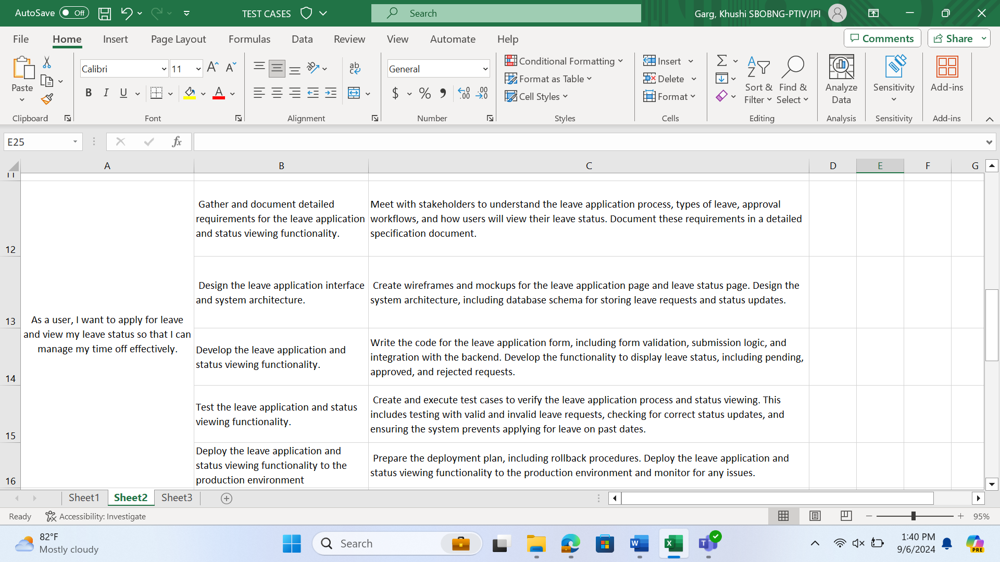 AutoSave Off TEST CASES Search Garg, Khushi SBOBNG-PTIV/IPI
File Home Insert Page Layout Formulas Data Review View Automate Help Comments Share
Calibri 11 General
Paste
Conditional Formatting
Format as Table
Cell Styles
Insert
Delete
Format
Sort & Filter
Find & Select
Analyze Data
Sensitivity
Add-ins
Clipboard Font Alignment Number Styles Cells Editing Analysis Sensitivity Add-ins
E25 fx
A B C D E F G
11
12
Gather and document detailed
requirements for the leave application
and status viewing functionality.
Meet with stakeholders to understand the leave application process, types of leave, approval
workflows, and how users will view their leave status. Document these requirements in a detailed
specification document.
13
As a user, I want to apply for leave
and view my leave status so that I can
manage my time off effectively.
Design the leave application interface
and system architecture.
Create wireframes and mockups for the leave application page and leave status page. Design the
system architecture, including database schema for storing leave requests and status updates.
14
Develop the leave application and
status viewing functionality.
Write the code for the leave application form, including form validation, submission logic, and
integration with the backend. Develop the functionality to display leave status, including pending,
approved, and rejected requests.
15
Test the leave application and status
viewing functionality.
Create and execute test cases to verify the leave application process and status viewing. This
includes testing with valid and invalid leave requests, checking for correct status updates, and
ensuring the system prevents applying for leave on past dates.
16
Deploy the leave application and
status viewing functionality to the
production environment
Prepare the deployment plan, including rollback procedures. Deploy the leave application and
status viewing functionality to the production environment and monitor for any issues.
Sheet1 Sheet2 Sheet3
Ready Accessibility: Investigate 95%
82°F
Mostly cloudy
Search
1:40 PM
9/6/2024
PRE